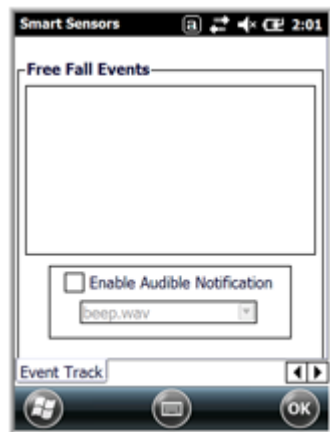 Smart Sensors a 2:01
Free Fall Events
Enable Audible Notification
beep.wav
Event Track
OK